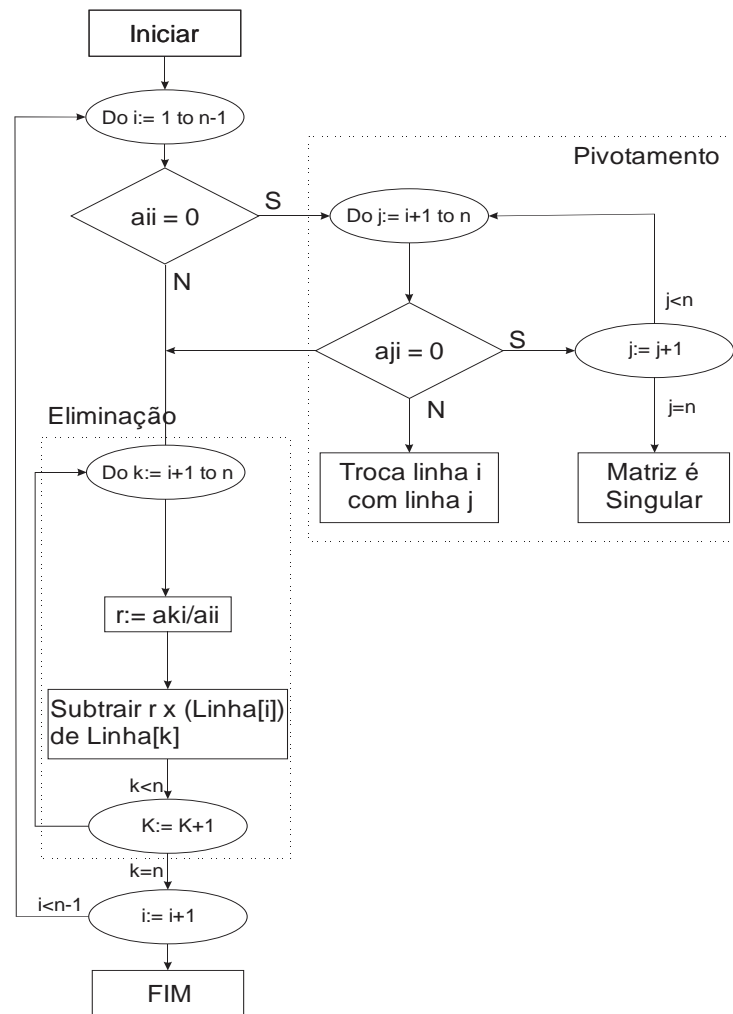 Iniciar
Do i:= 1 to n-1
Pivotamento
aii = 0
S
Do j:= i+1 to n
N
j<n
aji = 0
S
j:= j+1
N
j=n
Eliminação
Do k:= i+1 to n
Troca linha i
com linha j
Matriz é
Singular
r:= aki/aii
Subtrair r x (Linha[i])
de Linha[k]
k<n
K:= K+1
k=n
i<n-1
i:= i+1
FIM